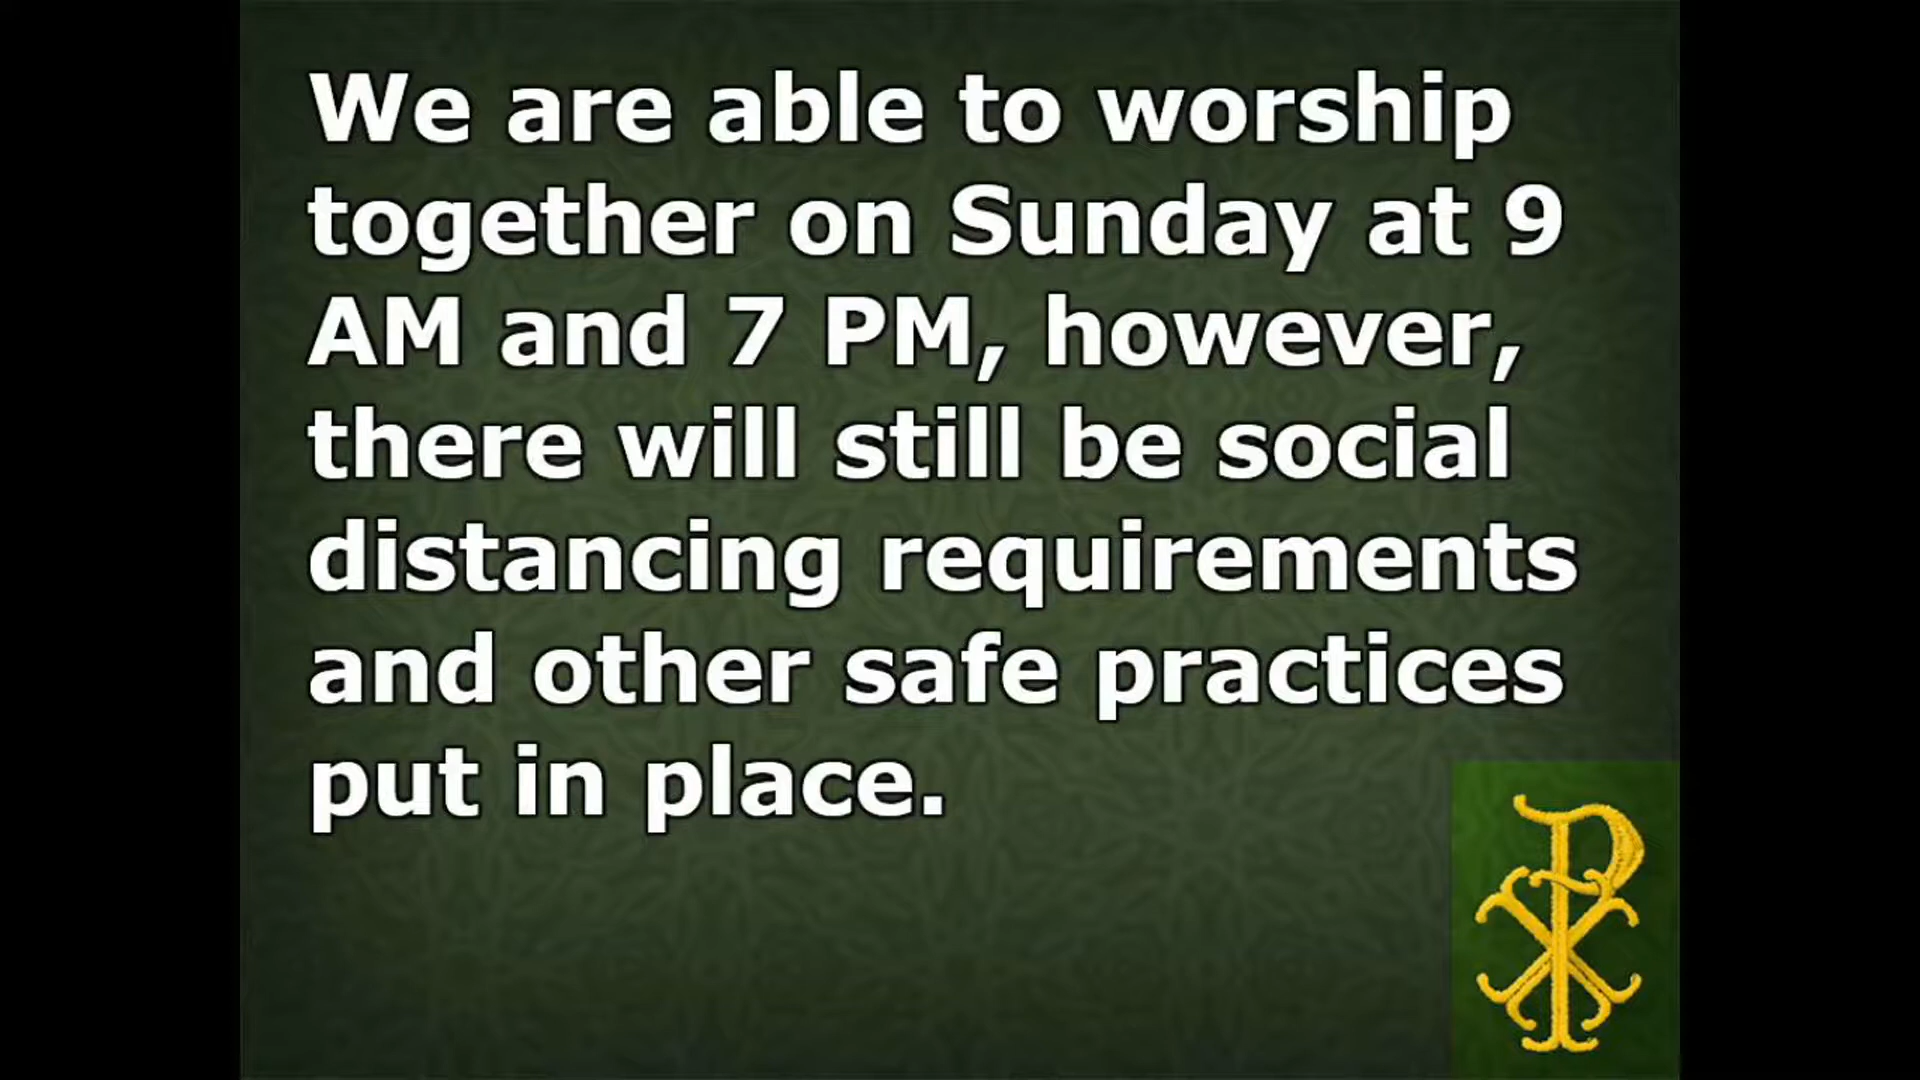 We are able to worship
together on Sunday at 9
AM and 7 PM, however,
there will still be social
distancing requirements
and other safe practices
put in place.